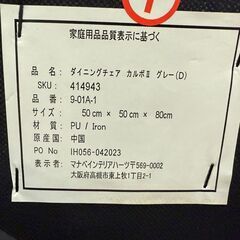 家庭用品品質表示に基づく
品 名： ダイニングチェア カルボⅡ グレー(D)
SKU： 414943
品 番： 9-01A-1
サイズ： 50cm × 50cm × 80cm
材 質： PU / Iron
原産国： 中国
PO No： IH056-042023
表示者： マナベインテリアハーツ〒569-0002
大阪府高槻市東上牧1丁目2-1